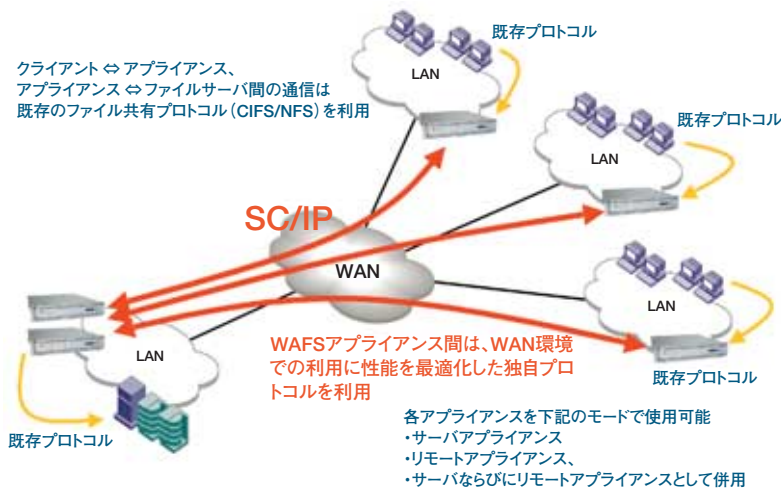 既存プロトコル
クライアント ⇔ アプライアンス、
アプライアンス ⇔ファイルサーバ間の通信は
既存のファイル共有プトロコル（CIFS/NFS）を利用
LAN
既存プロトコル
LAN
SC/IP
WAN
LAN
LAN
WAFSアプライアンス間は、WAN環境
での利用に性能を最適化した独自プロ
トコルを利用
既存プロトコル
既存プロトコル
各アプライアンスを下記のモードで使用可能
・サーバアプライアンス
・リモートアプライアンス、
・サーバならびにリモートアプライアンスとして併用